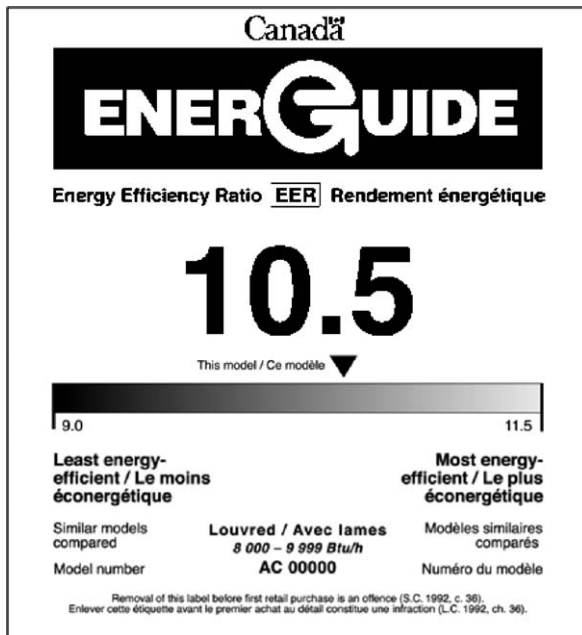 Canada
ENERGUIDE
Energy Efficiency Ratio EER Rendement énergétique
10.5
This model / Ce modèle
9.0 11.5
Least energy-
efficient / Le moins
éconergétique
Most energy-
efficient / Le plus
éconergétique
Similar models
compared
Louvred / Avec lames
8 000 – 9 999 Btu/h
Modèles similaires
comparés
Model number AC 00000 Numéro du modèle
Removal of this label before first retail purchase is an offence (S.C. 1992, c. 36).
Enlever cette étiquette avant le premier achat au détail constitue une infraction (L.C. 1992, ch. 36).